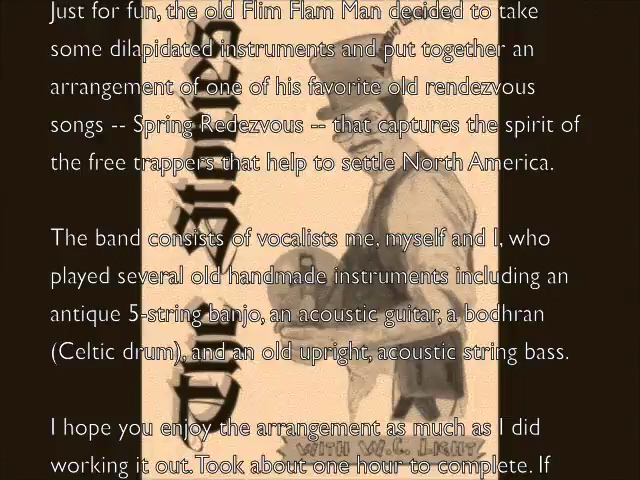 Just for fun, the old Flim Flam Man decided to take
some dilapidated instruments and put together an
arrangement of one of his favorite old rendezvous
songs -- Spring Redezvous -- that captures the spirit of
the free trappers that help to settle North America.
The band consists of vocalists me, myself and I, who
played several old handmade instruments including an
antique 5-string banjo, an acoustic guitar, a bodhran
(Celtic drum), and an old upright, acoustic string bass.
I hope you enjoy the arrangement as much as I did
working it out. Took about one hour to complete. If
The Stories
WITH W.C. LIGHT